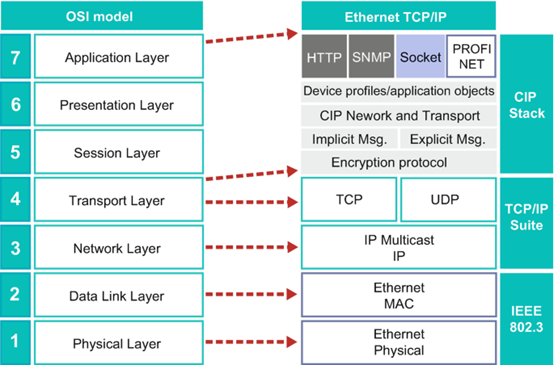 OSI model
Ethernet TCP/IP
7
Application Layer
HTTP
SNMP
Socket
PROFI
NET
Device profiles/application objects
6
Presentation Layer
CIP Nework and Transport
Implicit Msg.
Explicit Msg.
5
Session Layer
Encryption protocol
CIP
Stack
4
Transport Layer
TCP
UDP
TCP/IP
Suite
3
Network Layer
IP Multicast
IP
2
Data Link Layer
Ethernet
MAC
IEEE
802.3
1
Physical Layer
Ethernet
Physical